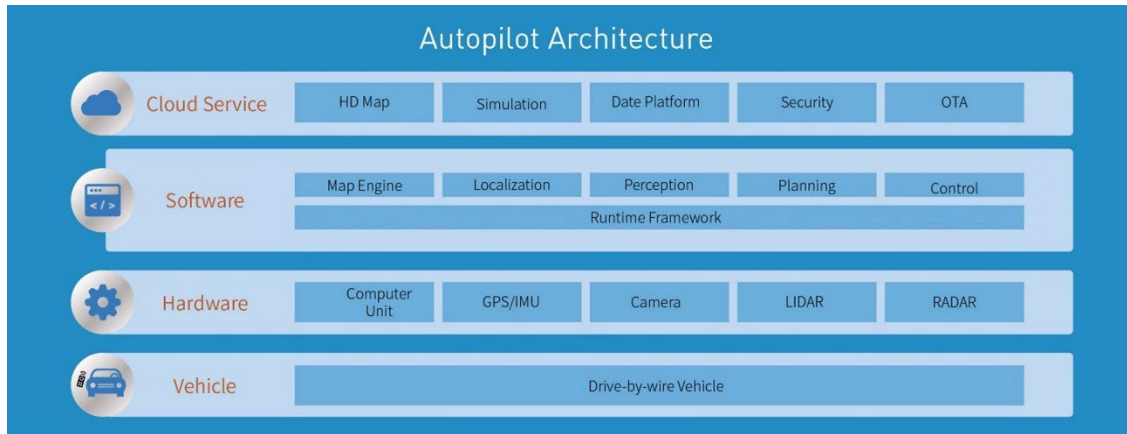 Autopilot Architecture
Cloud Service
HD Map
Simulation
Date Platform
Security
OTA
Software
Map Engine
Localization
Perception
Planning
Control
Runtime Framework
</>
Hardware
Computer
Unit
GPS/IMU
Camera
LIDAR
RADAR
Vehicle
Drive-by-wire Vehicle